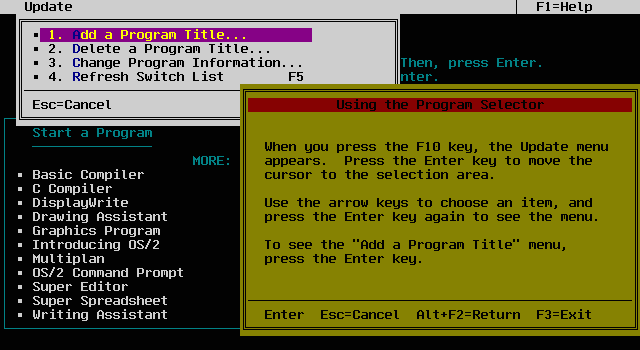 Update
F1=Help
1. Add a Program Title...
2. Delete a Program Title...
3. Change Program Information...
4. Refresh Switch List F5
Esc=Cancel
Then, press Enter.
nter.
Start a Program
MORE:
Basic Compiler
C Compiler
DisplayWrite
Drawing Assistant
Graphics Program
Introducing OS/2
Multiplan
OS/2 Command Prompt
Super Editor
Super Spreadsheet
Writing Assistant
Using the Program Selector
When you press the F10 key, the Update menu
appears. Press the Enter key to move the
cursor to the selection area.
Use the arrow keys to choose an item, and
press the Enter key again to see the menu.
To see the "Add a Program Title" menu,
press the Enter key.
Enter Esc=Cancel Alt+F2=Return F3=Exit